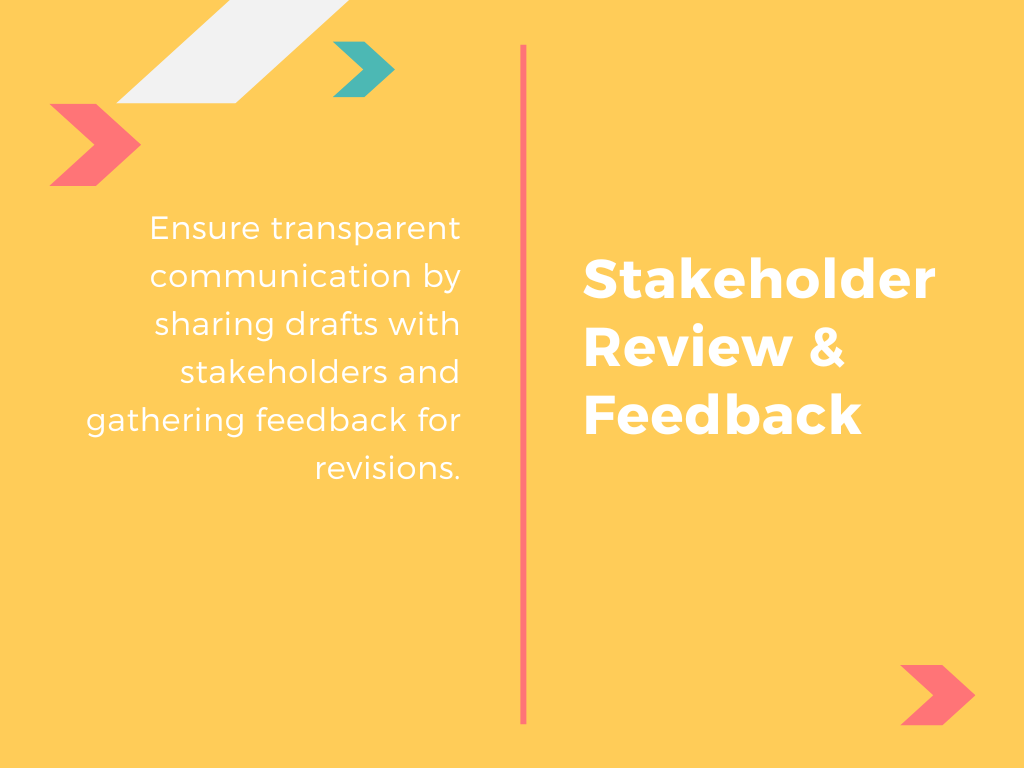 Ensure transparent
communication by
sharing drafts with
stakeholders and
gathering feedback for
revisions.
Stakeholder
Review &
Feedback